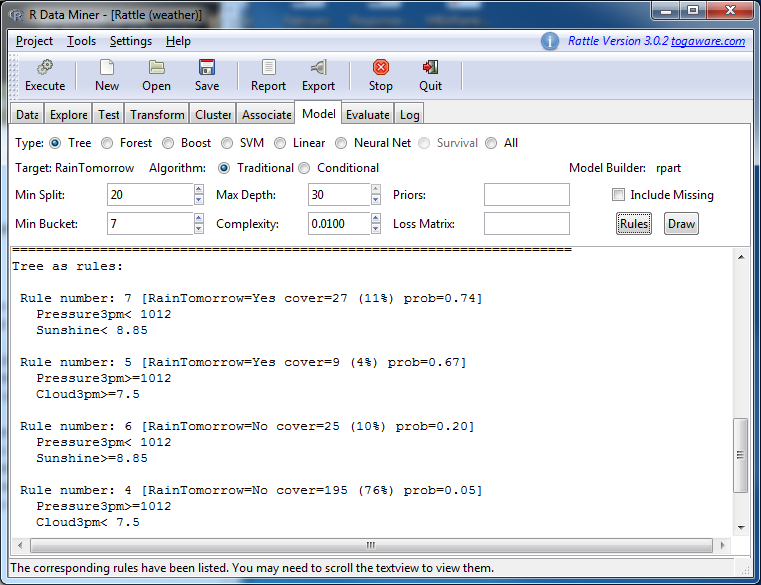 R Data Miner - [Rattle (weather)]
Project Tools Settings Help Rattle Version 3.0.2 togaware.com
Execute New Open Save Report Export Stop Quit
Data Explore Test Transform Cluster Associate Model Evaluate Log
Type: Tree Forest Boost SVM Linear Neural Net Survival All
Target: RainTomorrow Algorithm: Traditional Conditional Model Builder: rpart
Min Split: 20 Max Depth: 30 Priors: Include Missing
Min Bucket: 7 Complexity: 0.0100 Loss Matrix: Rules Draw
======================================================================
Tree as rules:
Rule number: 7 [RainTomorrow=Yes cover=27 (11%) prob=0.74]
Pressure3pm< 1012
Sunshine< 8.85
Rule number: 5 [RainTomorrow=Yes cover=9 (4%) prob=0.67]
Pressure3pm>=1012
Cloud3pm>=7.5
Rule number: 6 [RainTomorrow=No cover=25 (10%) prob=0.20]
Pressure3pm< 1012
Sunshine>=8.85
Rule number: 4 [RainTomorrow=No cover=195 (76%) prob=0.05]
Pressure3pm>=1012
Cloud3pm< 7.5
The corresponding rules have been listed. You may need to scroll the textview to view them.